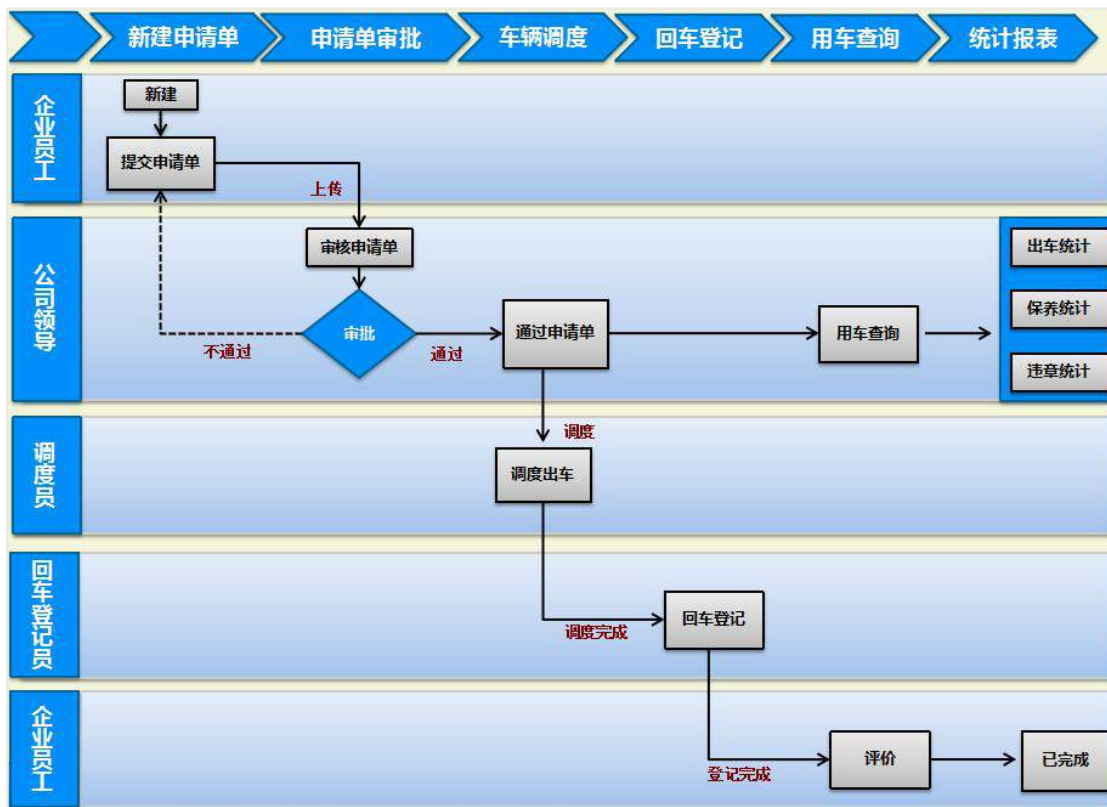 新建申请单
申请单审批
车辆调度
回车登记
用车查询
统计报表
企业员工
新建
提交申请单
上传
公司领导
审核申请单
审批
不通过
通过
通过申请单
用车查询
出车统计
保养统计
违章统计
调度员
调度
调度出车
回车登记员
调度完成
回车登记
企业员工
登记完成
评价
已完成